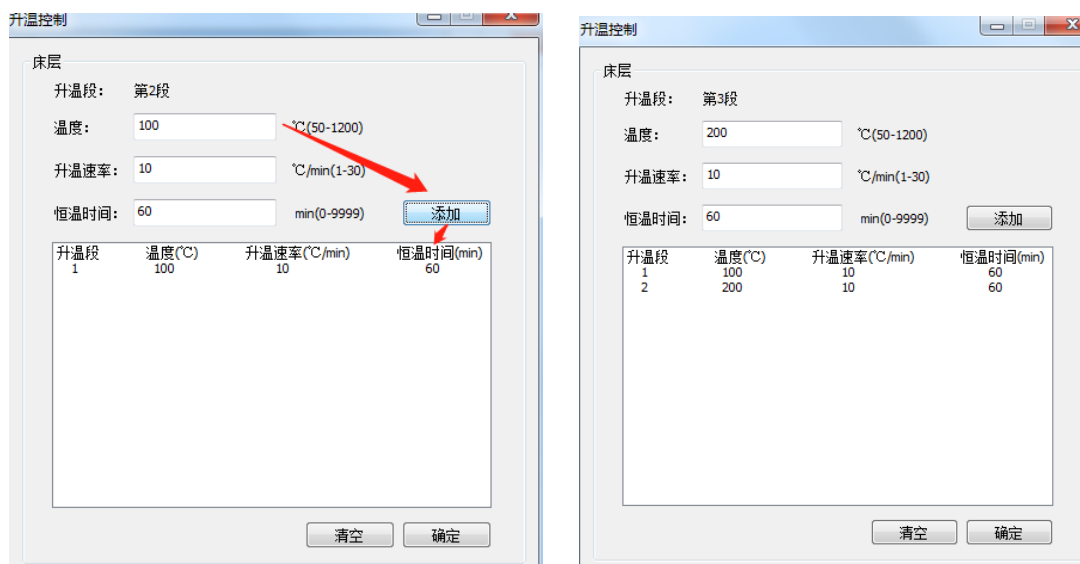 升温控制
床层
升温段： 第2段
温度： 100 ℃(50-1200)
升温速率： 10 ℃/min(1-30)
恒温时间： 60 min(0-9999) 添加
升温段 温度(℃) 升温速率(℃/min) 恒温时间(min)
1 100 10 60
清空 确定
升温控制
床层
升温段： 第3段
温度： 200 ℃(50-1200)
升温速率： 10 ℃/min(1-30)
恒温时间： 60 min(0-9999) 添加
升温段 温度(℃) 升温速率(℃/min) 恒温时间(min)
1 100 10 60
2 200 10 60
清空 确定